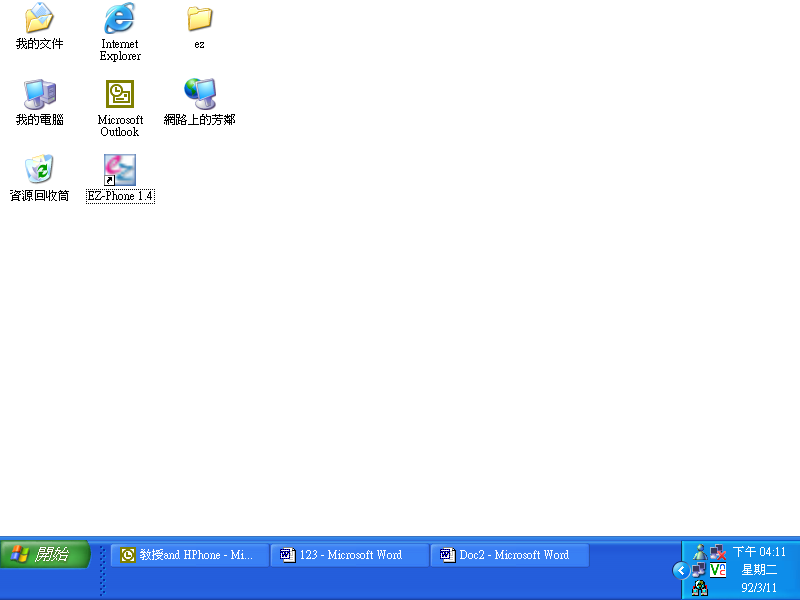 我的文件
Internet
Explorer
ez
我的電腦
Microsoft
Outlook
網路上的芳鄰
資源回收筒
EZ-Phone 1.4
開始
教授and HPhone - Mi...
123 - Microsoft Word
Doc2 - Microsoft Word
下午 04:11
星期二
92/3/11